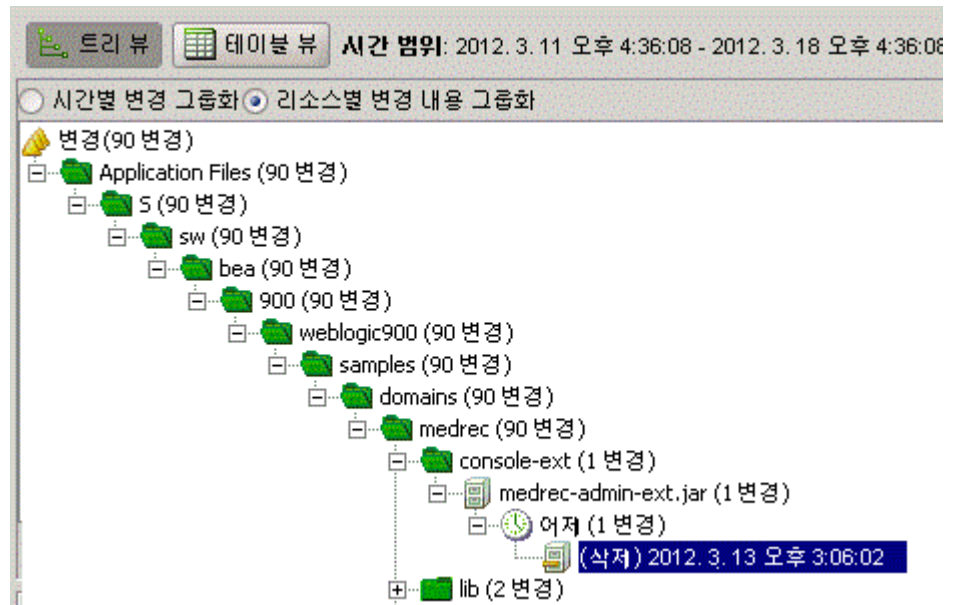 트리 뷰 테이블 뷰 시간 범위: 2012. 3. 11 오후 4:36:08 - 2012. 3. 18 오후 4:36:08
시간별 변경 그룹화 리소스별 변경 내용 그룹화
변경(90 변경)
Application Files (90 변경)
S (90 변경)
sw (90 변경)
bea (90 변경)
900 (90 변경)
weblogic900 (90 변경)
samples (90 변경)
domains (90 변경)
medrec (90 변경)
console-ext (1 변경)
medrec-admin-ext.jar (1 변경)
어제 (1 변경)
(삭제) 2012. 3. 13 오후 3:06:02
lib (2 변경)